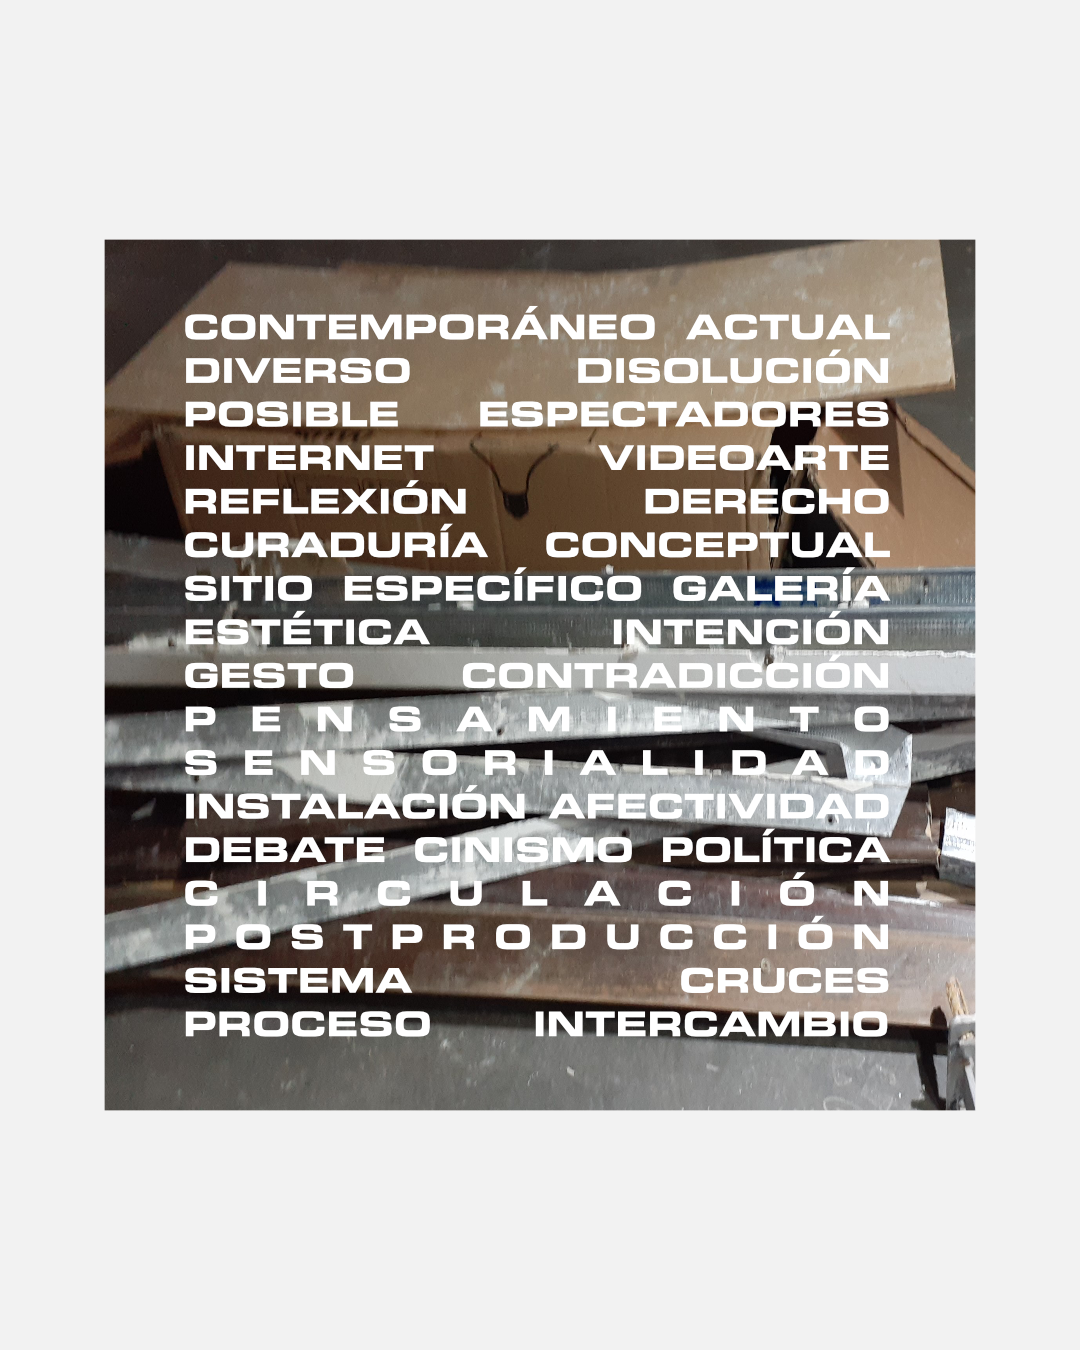 CONTEMPORÁNEO ACTUAL
DIVERSO DISOLUCIÓN
POSIBLE ESPECTADORES
INTERNET VIDEOARTE
REFLEXIÓN DERECHO
CURADURÍA CONCEPTUAL
SITIO ESPECÍFICO GALERÍA
ESTÉTICA INTENCIÓN
GESTO CONTRADICCIÓN
PENSAMIENTO
SENSORIALIDAD
INSTALACIÓN AFECTIVIDAD
DEBATE CINISMO POLÍTICA
CIRCULACIÓN
POSTPRODUCCIÓN
SISTEMA CRUCES
PROCESO INTERCAMBIO